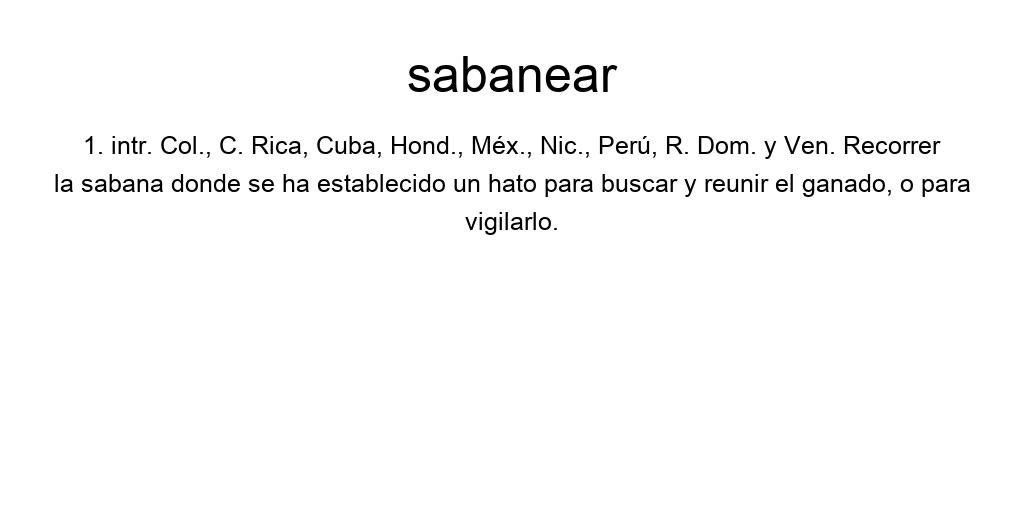 sabanear
1. intr. Col., C. Rica, Cuba, Hond., Méx., Nic., Perú, R. Dom. y Ven. Recorrer
la sabana donde se ha establecido un hato para buscar y reunir el ganado, o para
vigilarlo.